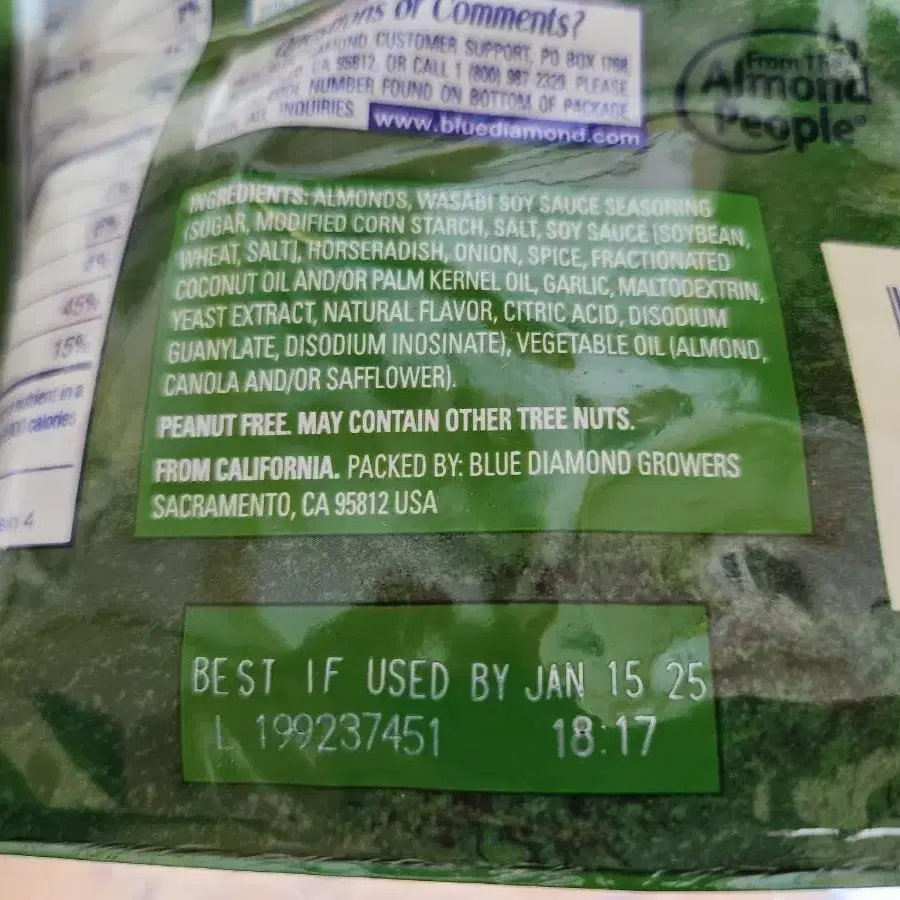 or Comments?
CUSTOMER SUPPORT, PO BOX 1768
CA 95812 OR CALL 1 (800) 987 2329 PLEASE
NUMBER FOUND ON BOTTOM OF PACKAGE
INQUIRIES
www.bluediamond.com
From The
Almond
People®
INGREDIENTS: ALMONDS, WASABI SOY SAUCE SEASONING
(SUGAR, MODIFIED CORN STARCH, SALT, SOY SAUCE [SOYBEAN,
WHEAT, SALT], HORSERADISH, ONION, SPICE, FRACTIONATED
COCONUT OIL AND/OR PALM KERNEL OIL, GARLIC, MALTODEXTRIN,
YEAST EXTRACT, NATURAL FLAVOR, CITRIC ACID, DISODIUM
GUANYLATE, DISODIUM INOSINATE), VEGETABLE OIL (ALMOND,
CANOLA AND/OR SAFFLOWER).
PEANUT FREE. MAY CONTAIN OTHER TREE NUTS.
FROM CALIFORNIA. PACKED BY: BLUE DIAMOND GROWERS
SACRAMENTO, CA 95812 USA
45%
15%
nutrient in a
calories
BEST IF USED BY JAN 15 25
L 199237451 18:17